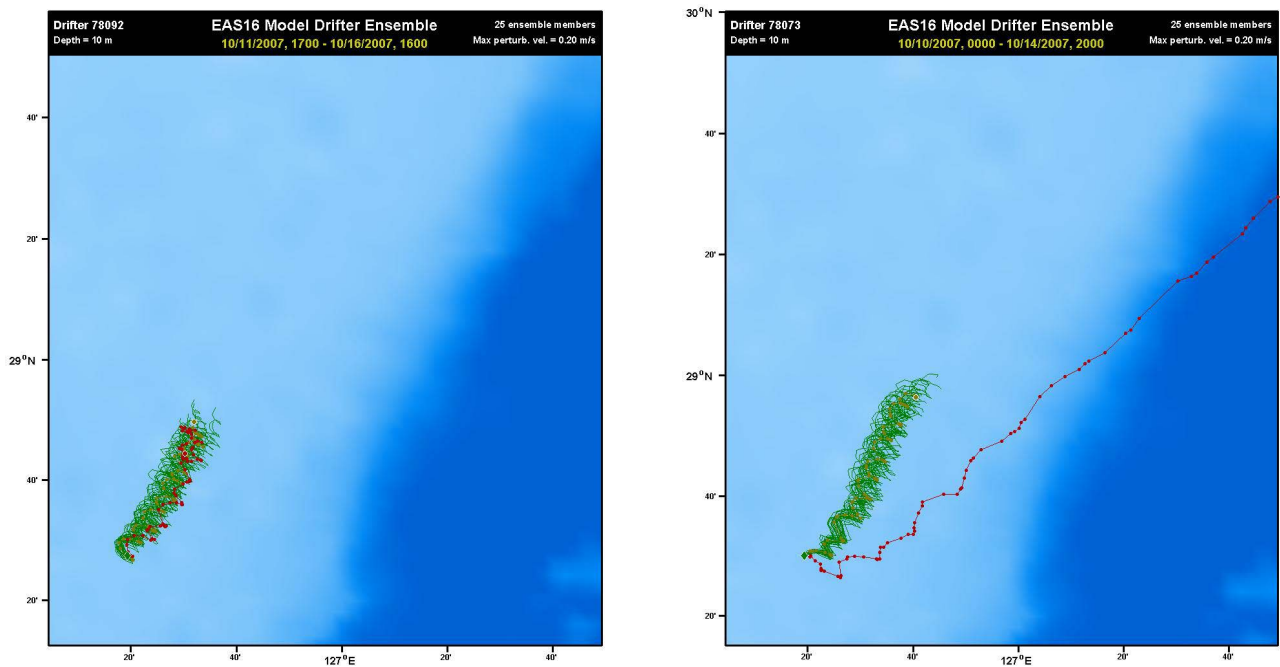 Drifter 78092
EAS16 Model Drifter Ensemble
25 ensemble members
Depth = 10 m
10/11/2007, 1700 - 10/16/2007, 1600
Max perturb. vel. = 0.20 m/s
40'
20'
29°N
40'
20'
20'
40'
127°E
20'
40'
30°N
Drifter 78073
EAS16 Model Drifter Ensemble
25 ensemble members
Depth = 10 m
10/10/2007, 0000 - 10/14/2007, 2000
Max perturb. vel. = 0.20 m/s
40'
20'
29°N
40'
20'
20'
40'
127°E
20'
40'